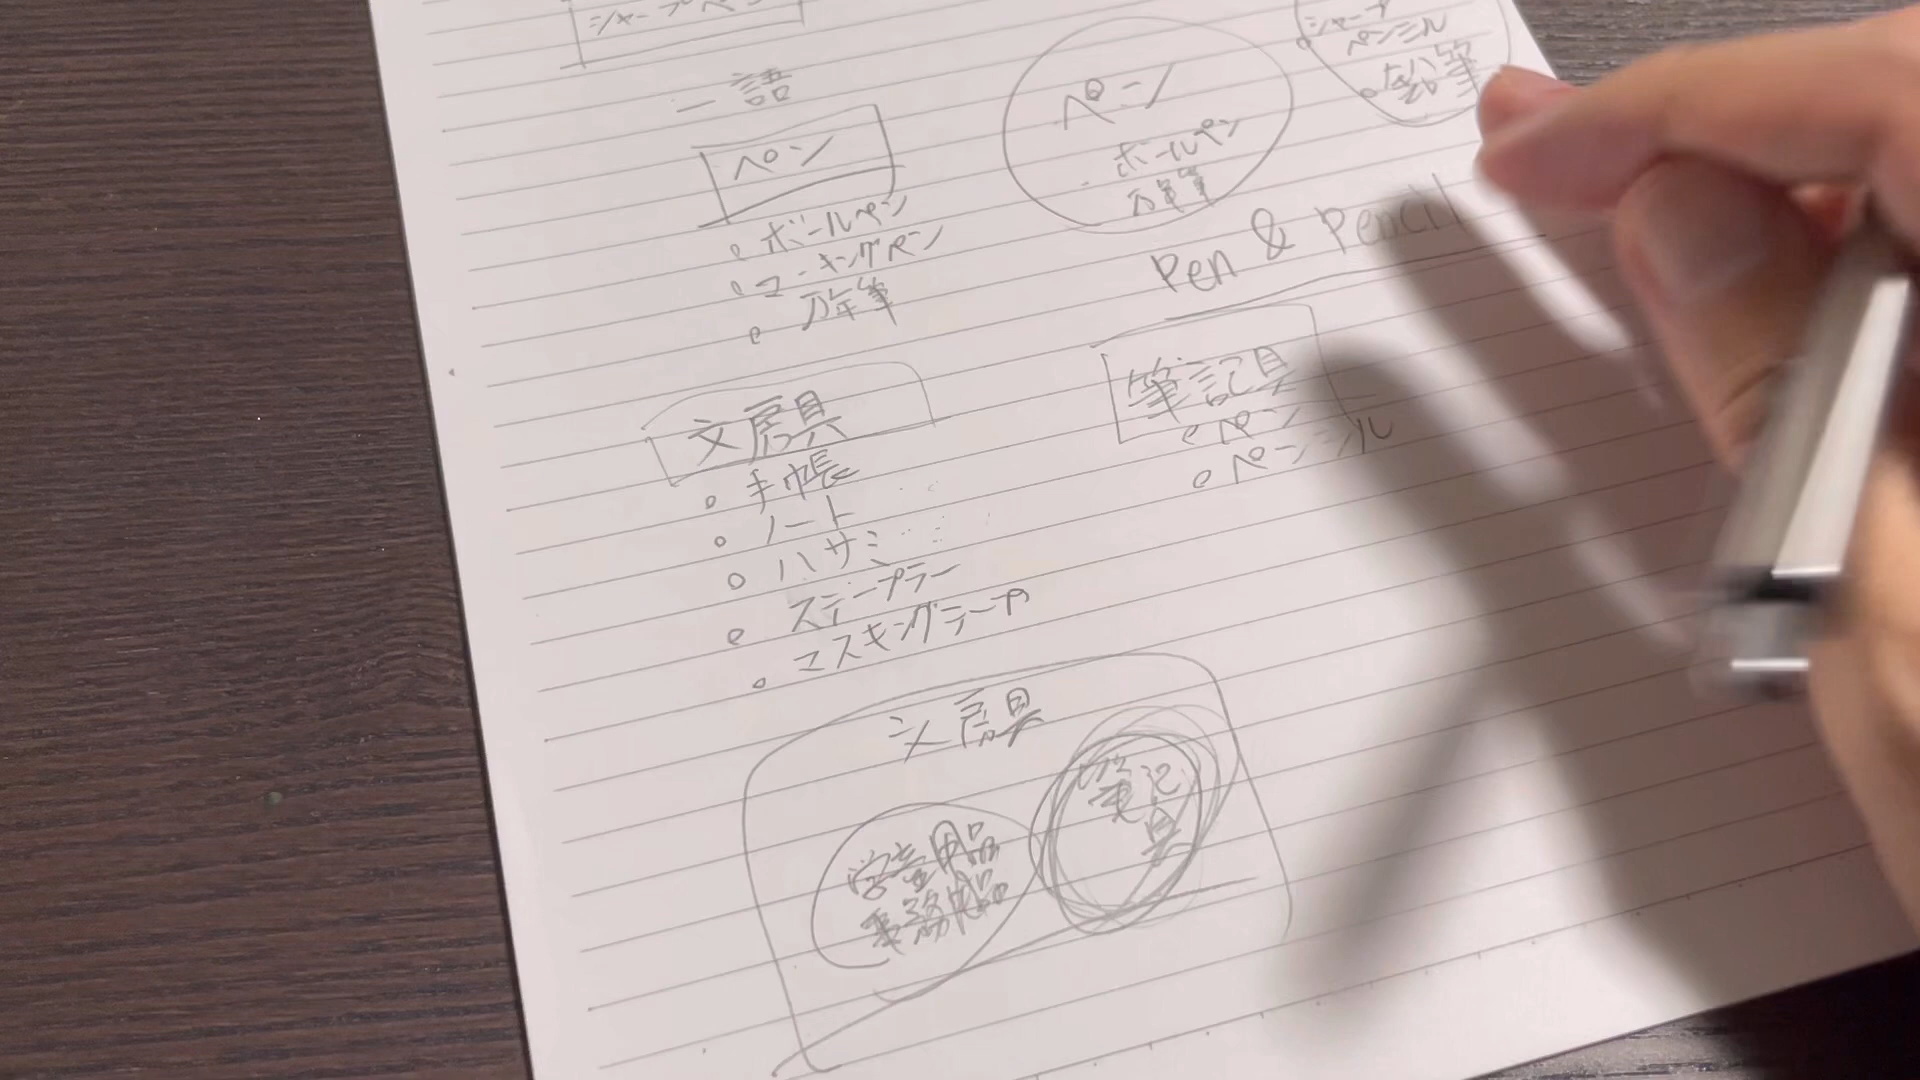 シャープペン
一語
ペン
ボールペン
マーキングペン
万年筆
ペン
ボールペン
万年筆
シャープ
ペンシル
鉛筆
Pen & Pencil
文房具
手帳
ノート
ハサミ
ステープラー
マスキングテープ
筆記具
ペン
ペンシル
文房具
学童用品
事務用品
筆記
具